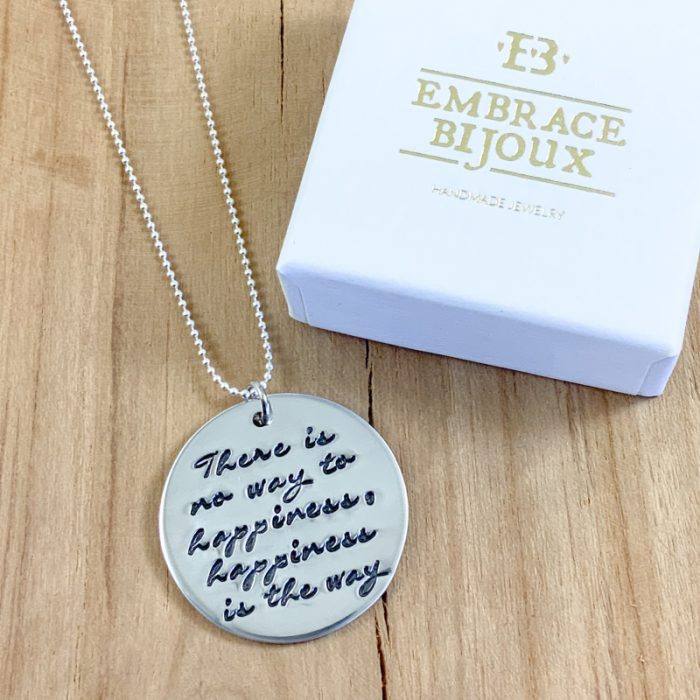 EB
EMBRACE
BIJOUX
HANDMADE JEWELRY
There is
no way to
happiness,
happiness
is the way